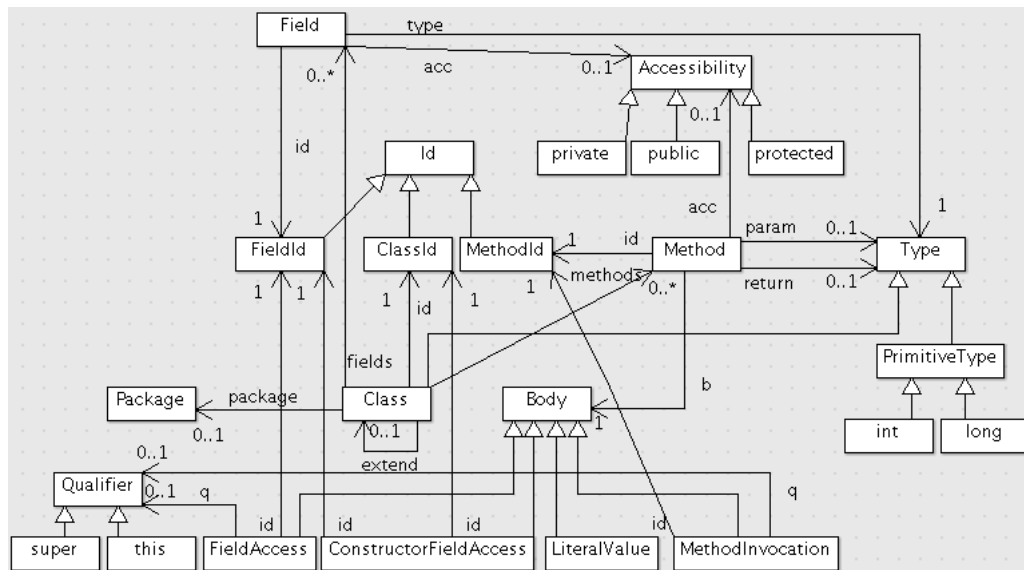 Field
type
acc
0..*
0..1
Accessibility
0..1
private
public
protected
id
Id
acc
1
1
FieldId
ClassId
MethodId
1
id
Method
param
0..1
Type
methods
return
0..1
1
1
1
id
1
1
0..*
fields
PrimitiveType
int
long
Package
package
0..1
Class
0..1
extend
Body
1
b
0..1
Qualifier
0..1
q
q
id
id
id
id
super
this
FieldAccess
ConstructorFieldAccess
LiteralValue
MethodInvocation